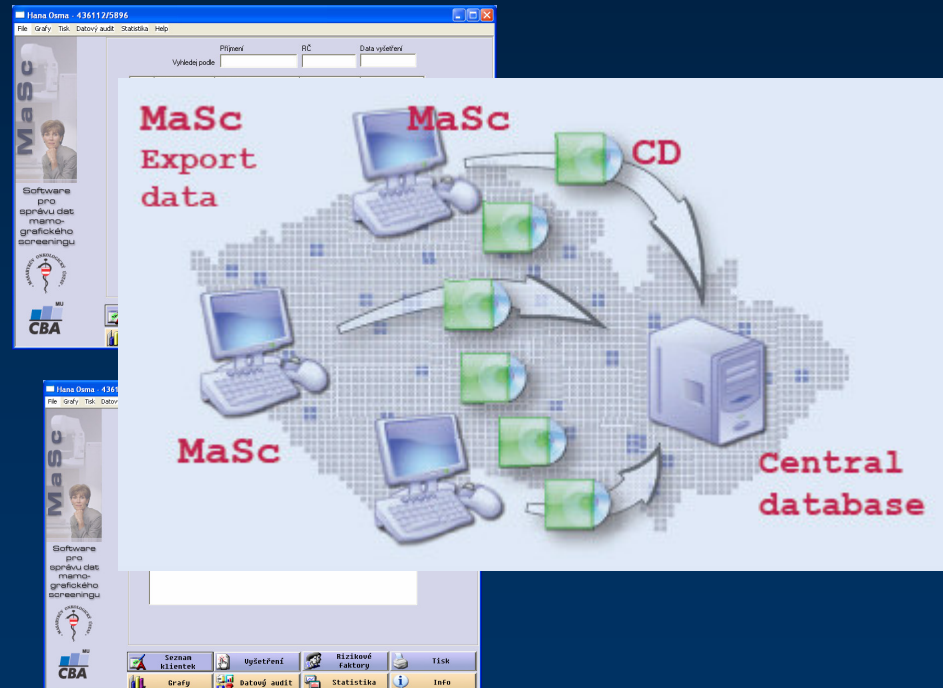 Hana Osma - 436112/5896
File Grafy Tisk Datový audit Statistika Help
Příjmení RČ Data vyšetření
Vyhledej podle
MaSc
Software
pro
správu dat
mamo-
grafického
screeningu
MU
CBA
MaSc
Export
data
MaSc
CD
MaSc
Central
database
Hana Osma - 4361
File Grafy Tisk Datov
MaSc
Software
pro
správu dat
mamo-
grafického
screeningu
MU
CBA
Seznam
klientek
Vyšetření
Rizikové
faktory
Tisk
Grafy
Datový audit
Statistika
Info